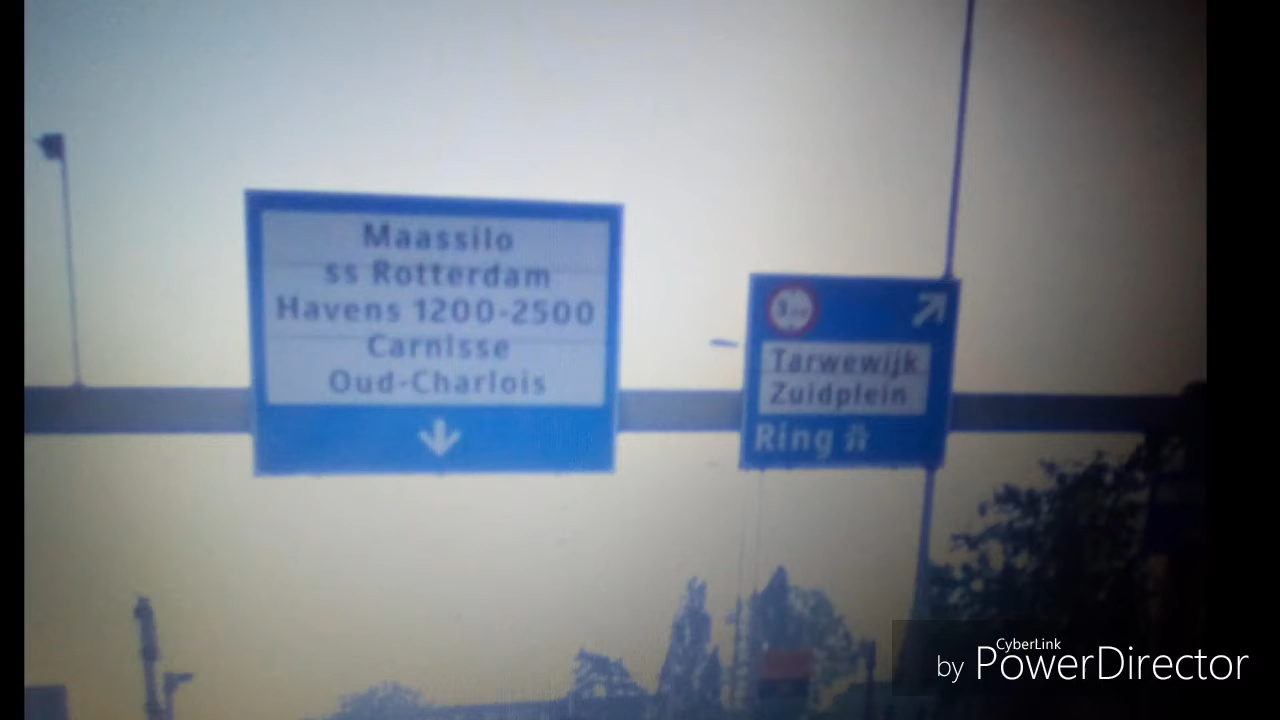 Maassilo
ss Rotterdam
Havens 1200-2500
Carnisse
Oud-Charlois
Tarwewijk
Zuidplein
Ring
CyberLink
by PowerDirector